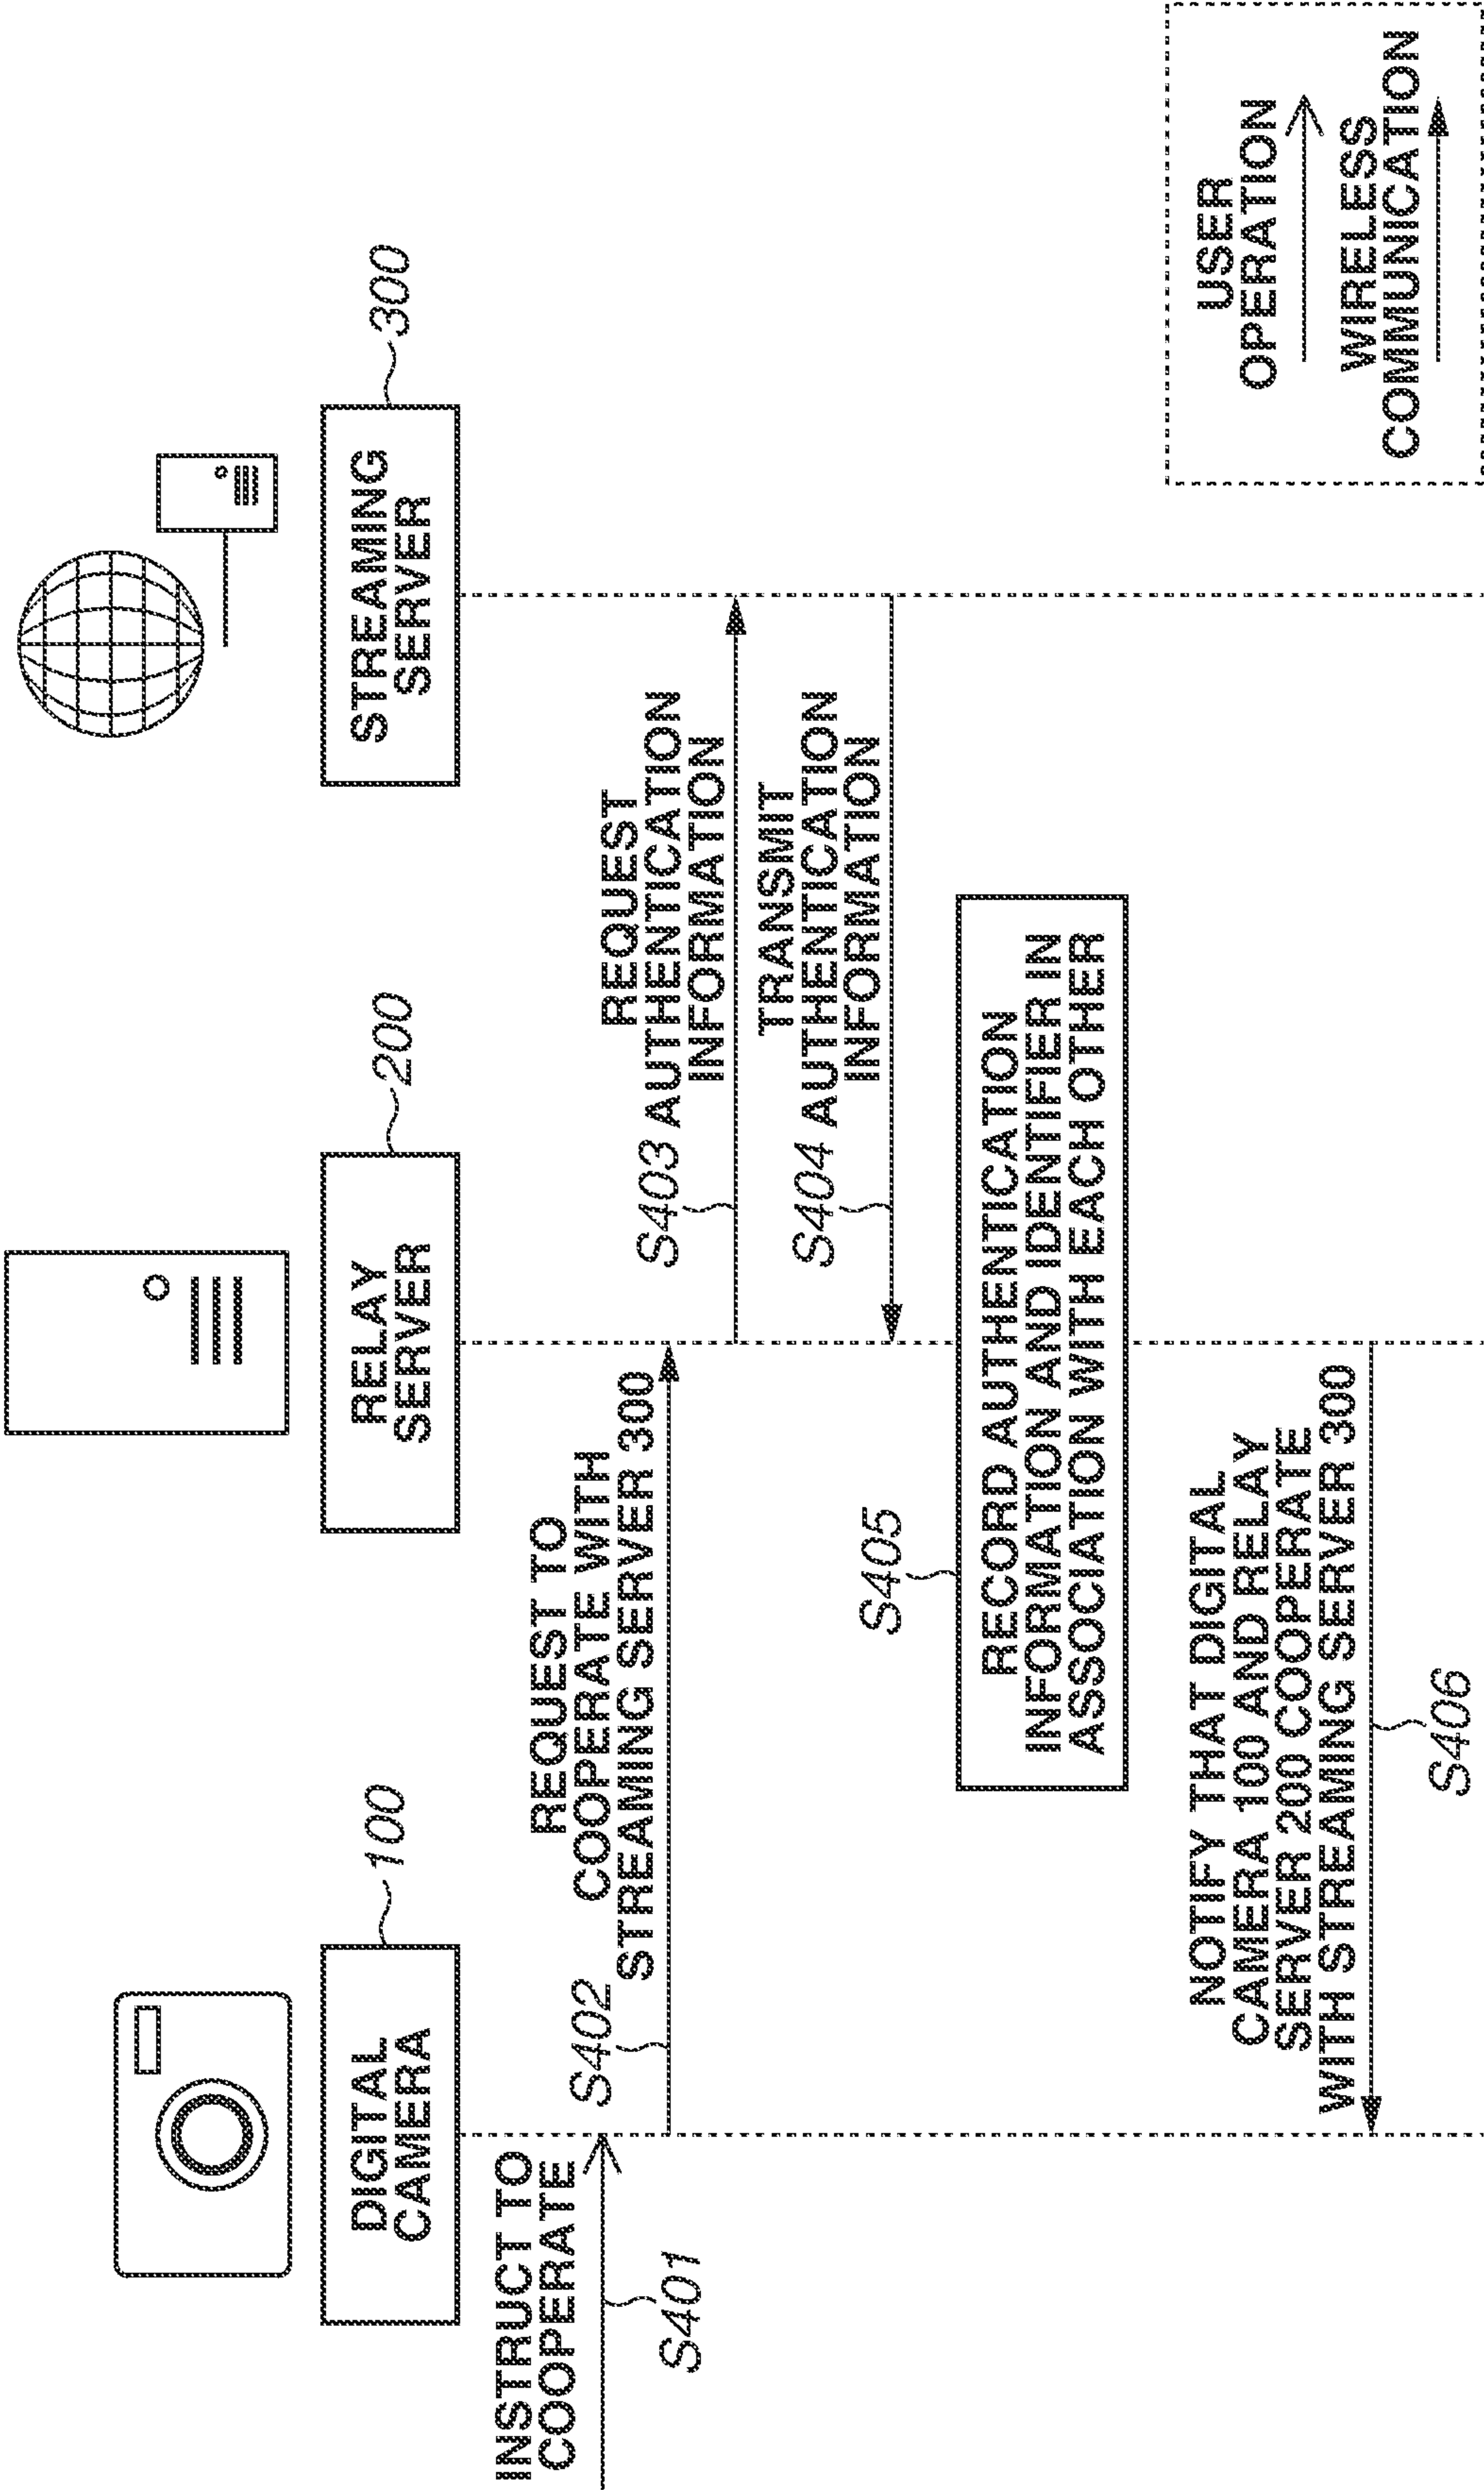 DIGITAL
CAMERA
100
RELAY
SERVER
200
STREAMING
SERVER
300
INSTRUCT TO
COOPERATE
S401
REQUEST TO
COOPERATE WITH
STREAMING SERVER 300
S402
REQUEST
AUTHENTICATION
INFORMATION
S403
TRANSMIT
AUTHENTICATION
INFORMATION
S404
S405
RECORD AUTHENTICATION
INFORMATION AND IDENTIFIER IN
ASSOCIATION WITH EACH OTHER
NOTIFY THAT DIGITAL
CAMERA 100 AND RELAY
SERVER 200 COOPERATE
WITH STREAMING SERVER 300
S406
USER
OPERATION
WIRELESS
COMMUNICATION